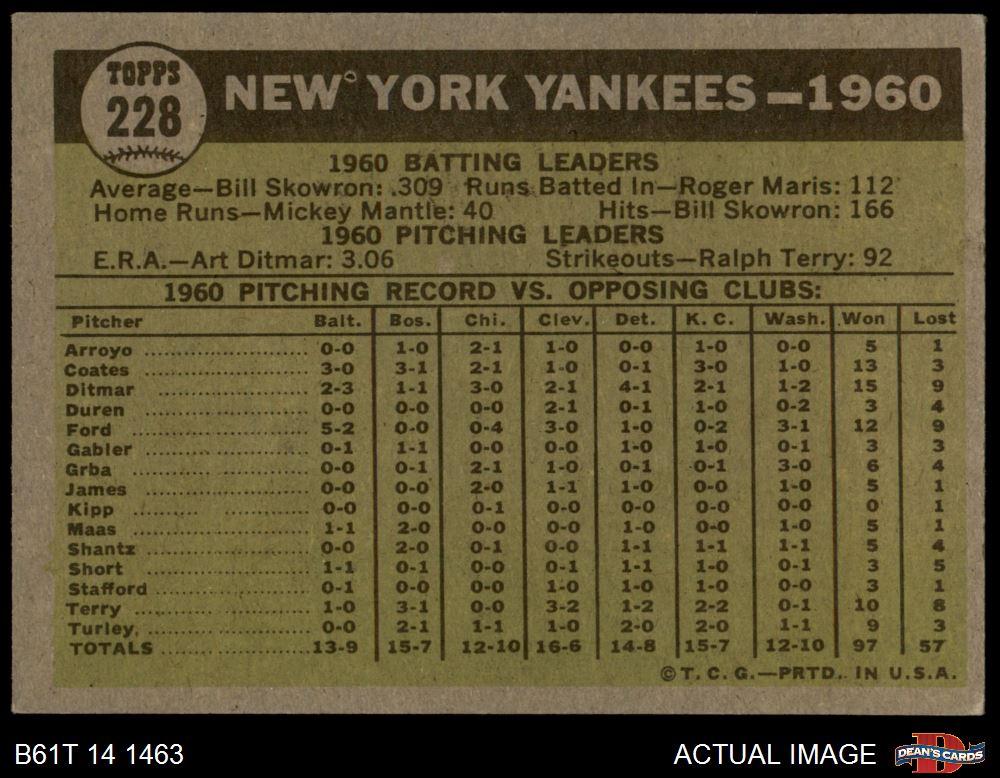 TOPPS
228
NEW YORK YANKEES—1960
1960 BATTING LEADERS
Average—Bill Skowron: .309 Runs Batted In—Roger Maris: 112
Home Runs—Mickey Mantle: 40 Hits—Bill Skowron: 166
1960 PITCHING LEADERS
E.R.A.—Art Ditmar: 3.06 Strikeouts—Ralph Terry: 92
1960 PITCHING RECORD VS. OPPOSING CLUBS:
Pitcher Balt. Bos. Chi. Clev. Det. K. C. Wash. Won Lost
Arroyo 0-0 1-0 2-1 1-0 0-0 1-0 0-0 5 1
Coates 3-0 3-1 2-1 1-0 0-1 3-0 1-0 13 3
Ditmar 2-3 1-1 3-0 2-1 4-1 2-1 1-2 15 9
Duren 0-0 0-0 0-0 2-1 0-1 1-0 0-2 3 4
Ford 5-2 0-0 0-4 3-0 1-0 0-2 3-1 12 9
Gabler 0-1 1-1 0-0 0-0 1-0 1-0 0-1 3 3
Grba 0-0 0-1 2-1 1-0 0-1 0-1 3-0 6 4
James 0-0 0-0 2-0 1-1 1-0 0-0 1-0 5 1
Kipp 0-0 0-0 0-1 0-0 0-0 0-0 0-0 0 1
Maas 1-1 2-0 0-0 0-0 1-0 0-0 1-0 5 1
Shantz 0-0 2-0 0-1 0-0 1-1 1-1 1-1 5 4
Short 1-1 0-1 0-0 0-1 1-1 1-0 0-1 3 5
Stafford 0-1 0-0 0-0 1-0 1-0 1-0 0-0 3 1
Terry 1-0 3-1 0-0 3-2 1-2 2-2 0-1 10 8
Turley 0-0 2-1 1-1 1-0 2-0 2-0 1-1 9 3
TOTALS 13-9 15-7 12-10 16-6 14-8 15-7 12-10 97 57
© T. C. G.—PRTD. IN U.S.A.
B61T 14 1463 ACTUAL IMAGE DEAN'S CARDS